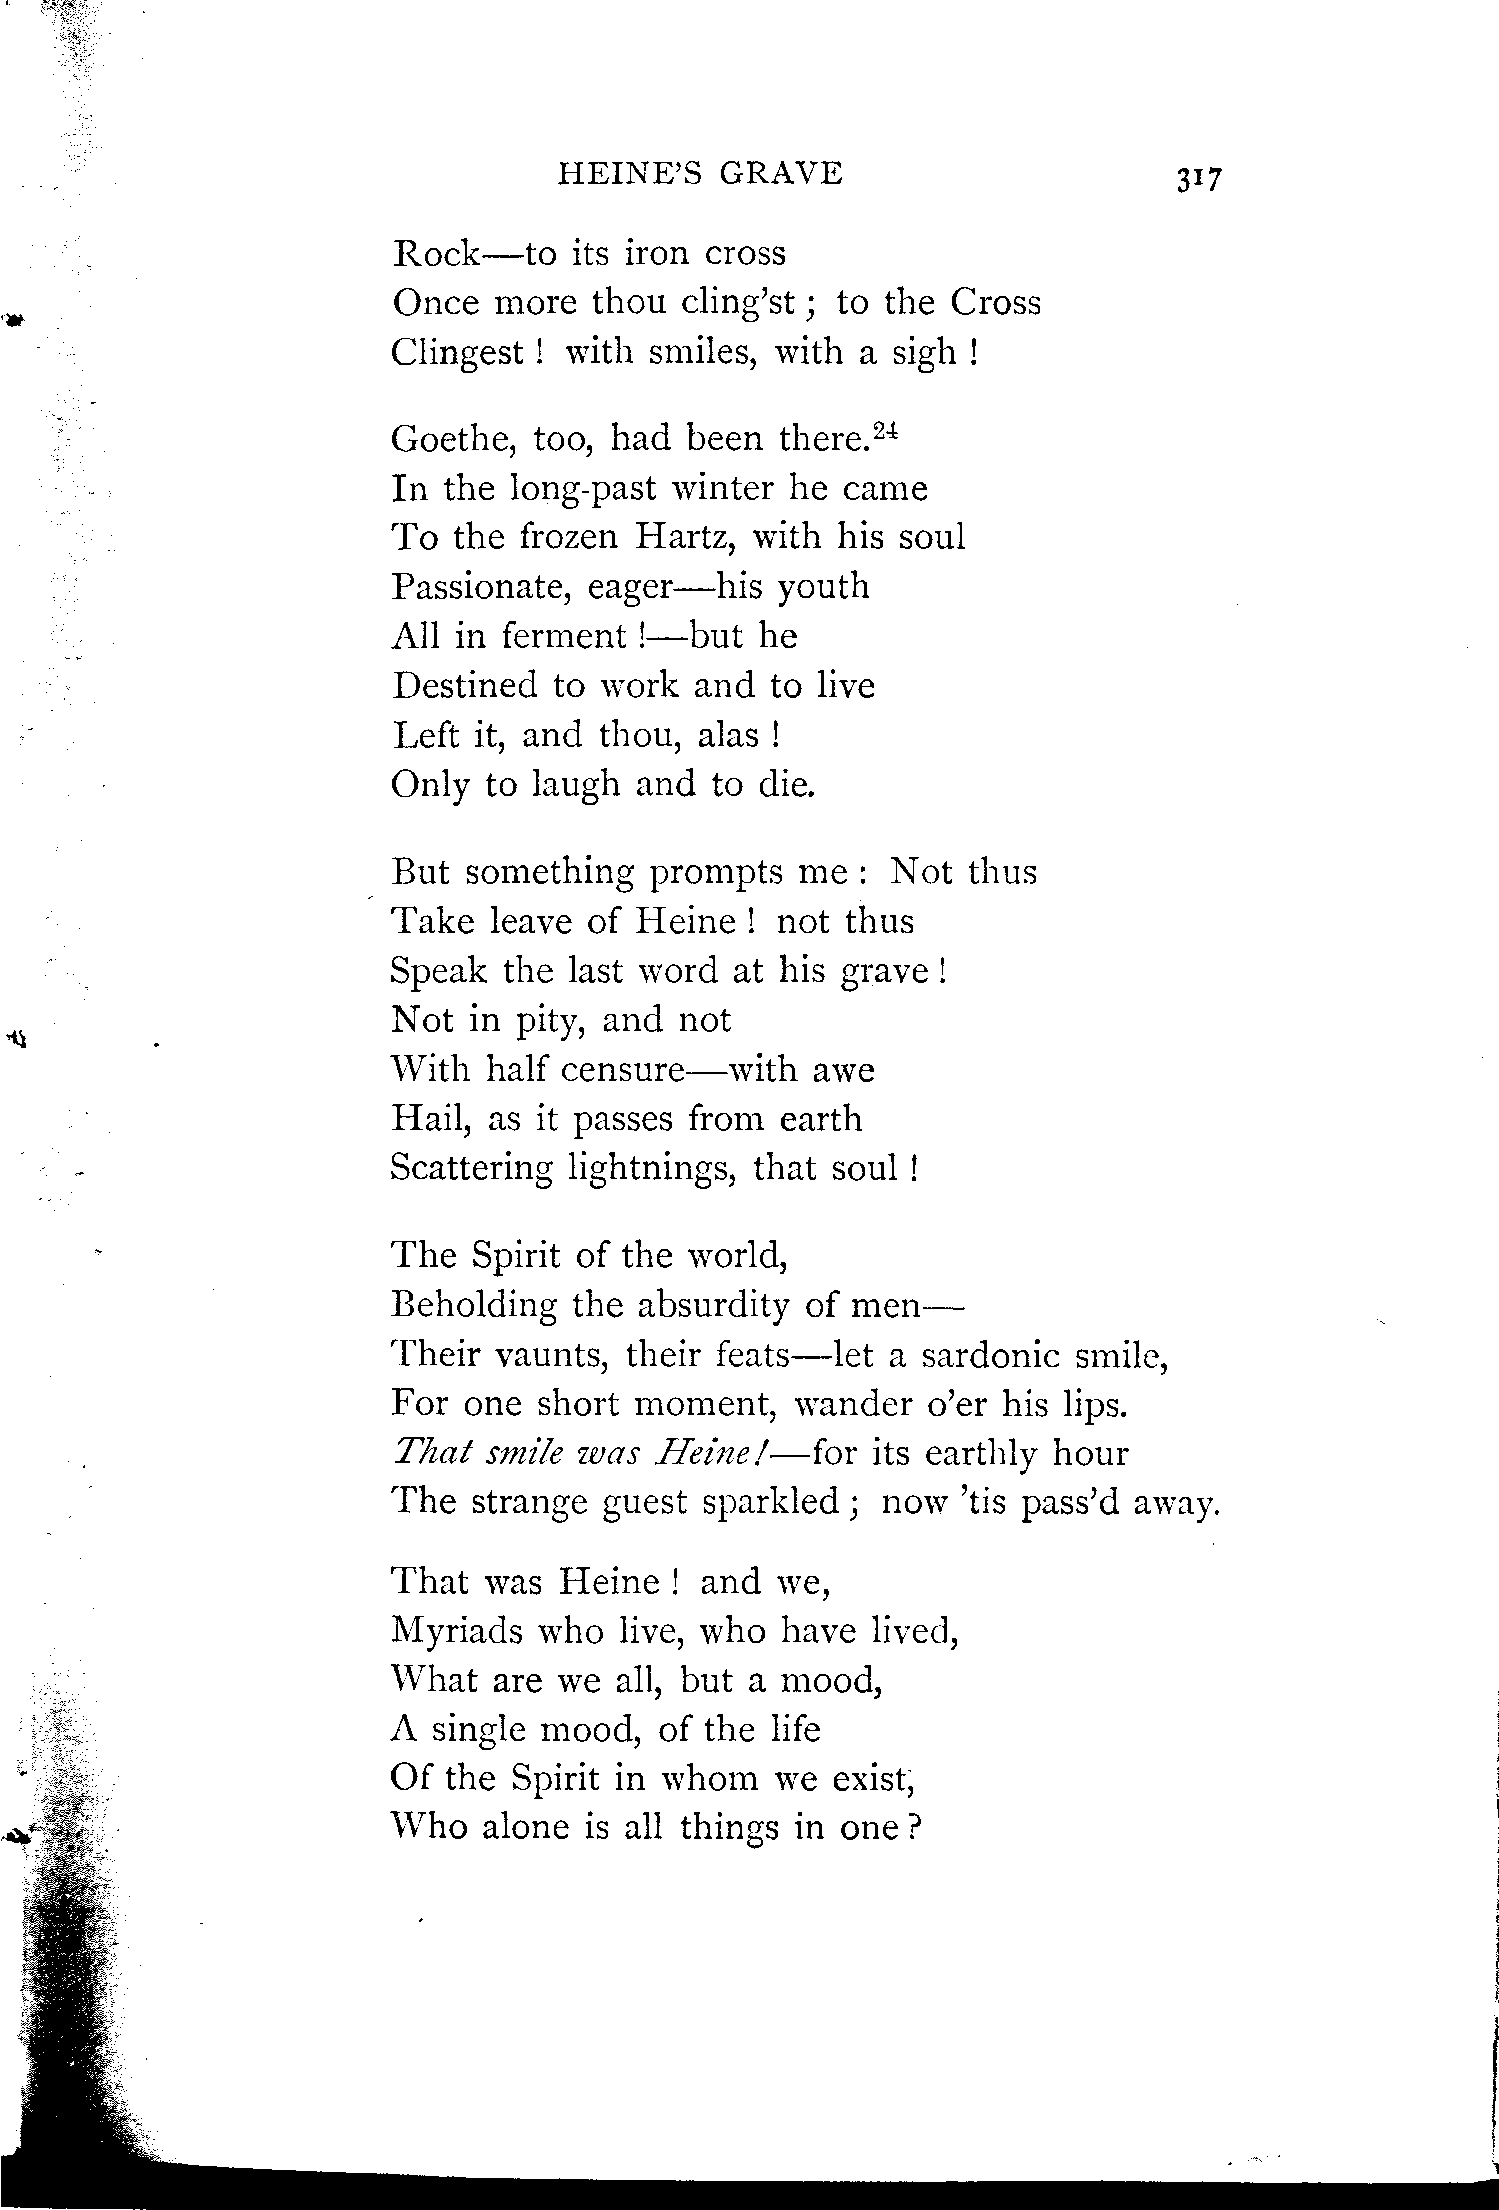 HEINE'S GRAVE 317
Rock—to its iron cross
Once more thou cling'st ; to the Cross
Clingest ! with smiles, with a sigh !
Goethe, too, had been there.24
In the long-past winter he came
To the frozen Hartz, with his soul
Passionate, eager—his youth
All in ferment !—but he
Destined to work and to live
Left it, and thou, alas !
Only to laugh and to die.
But something prompts me : Not thus
Take leave of Heine ! not thus
Speak the last word at his grave !
Not in pity, and not
With half censure—with awe
Hail, as it passes from earth
Scattering lightnings, that soul !
The Spirit of the world,
Beholding the absurdity of men—
Their vaunts, their feats—let a sardonic smile,
For one short moment, wander o'er his lips.
That smile was Heine!—for its earthly hour
The strange guest sparkled ; now 'tis pass'd away.
That was Heine ! and we,
Myriads who live, who have lived,
What are we all, but a mood,
A single mood, of the life
Of the Spirit in whom we exist,
Who alone is all things in one ?